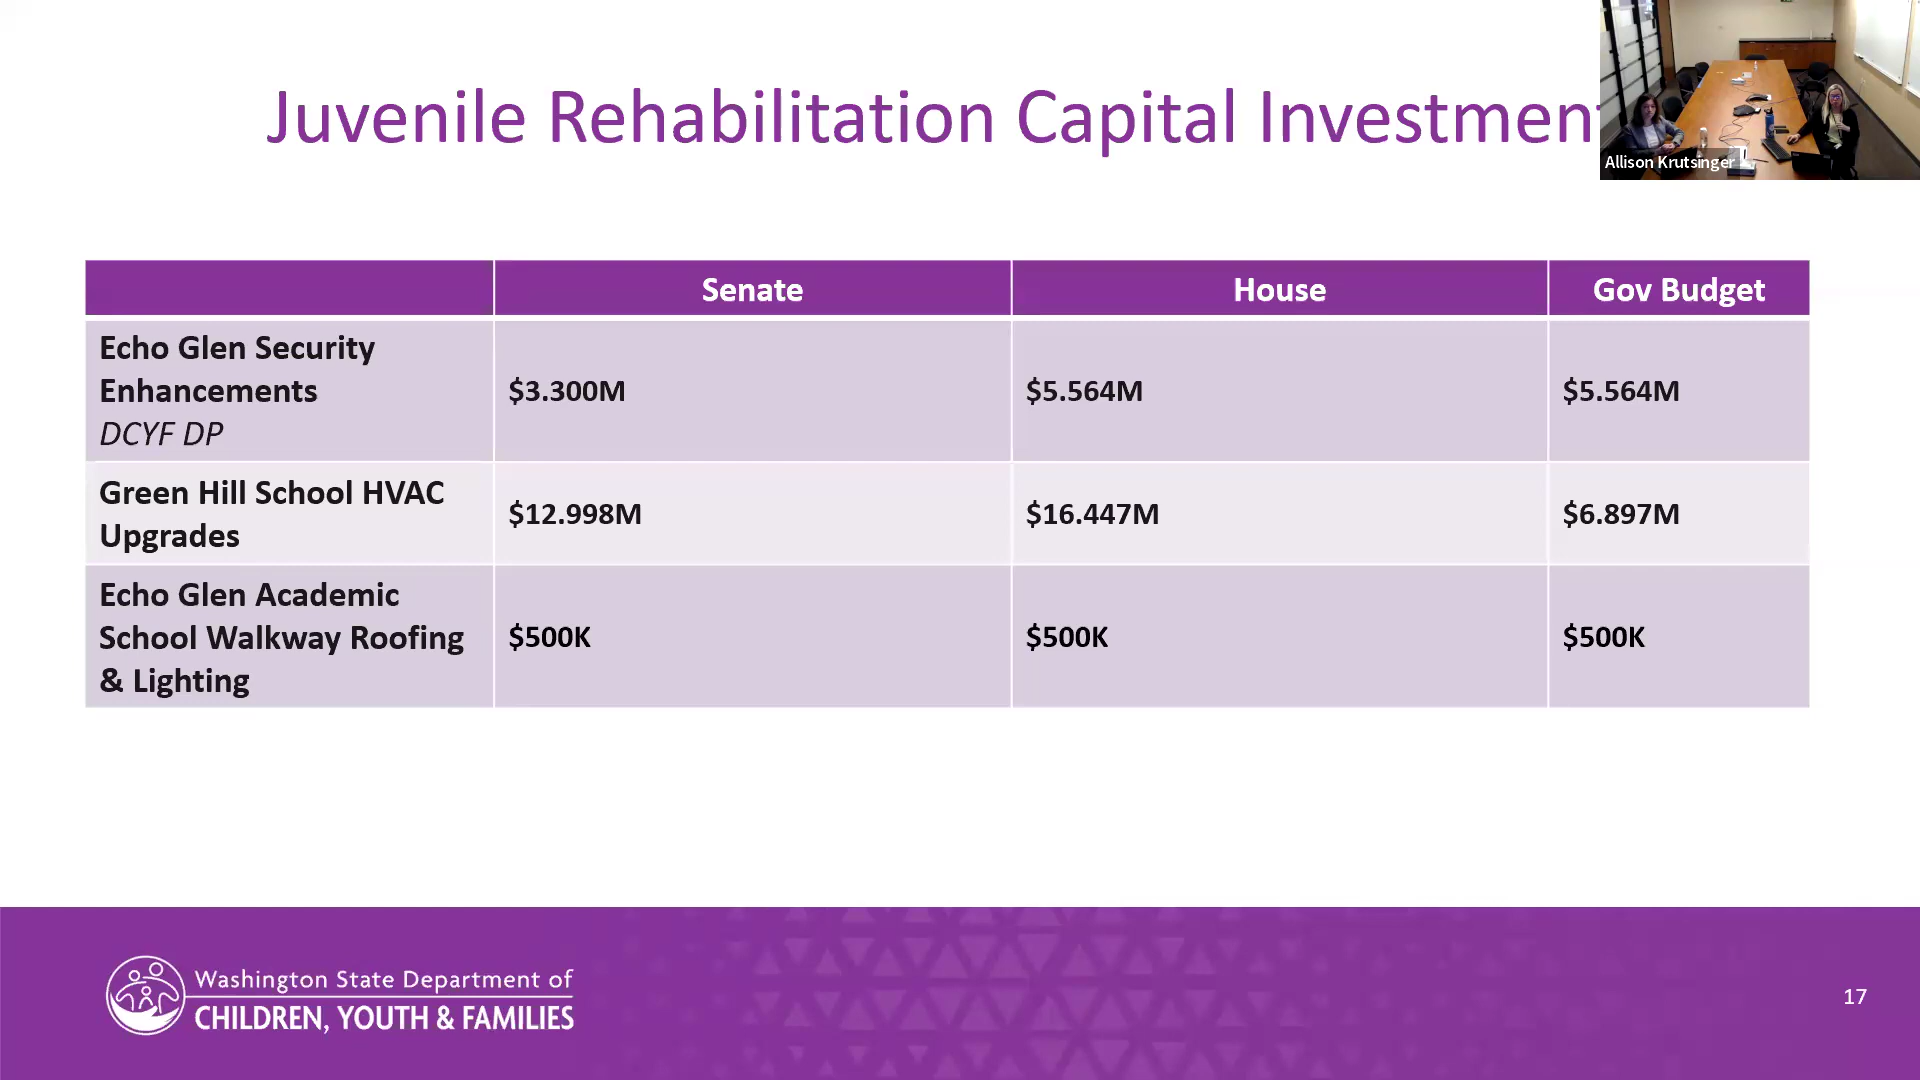 Juvenile Rehabilitation Capital Investment
Allison Krutsinger
Senate House Gov Budget
Echo Glen Security
Enhancements
DCYF DP
$3.300M $5.564M $5.564M
Green Hill School HVAC
Upgrades
$12.998M $16.447M $6.897M
Echo Glen Academic
School Walkway Roofing
& Lighting
$500K $500K $500K
Washington State Department of
CHILDREN, YOUTH & FAMILIES
17